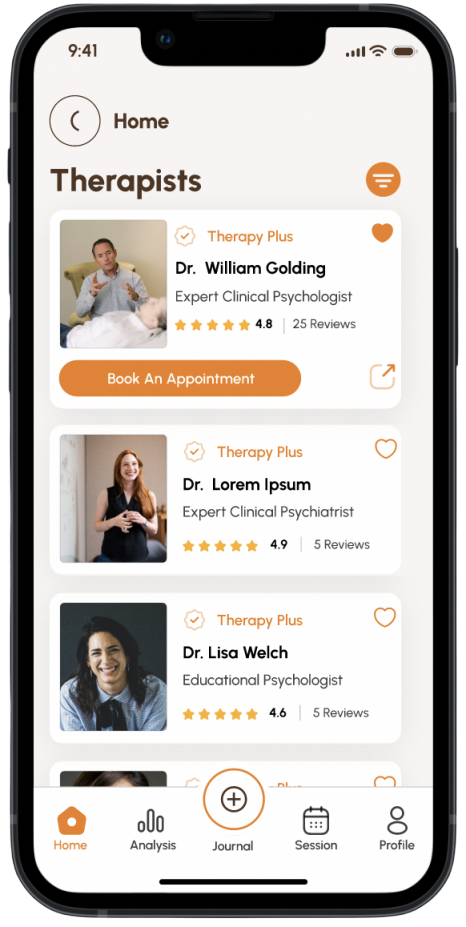 9:41
Home
Therapists
Therapy Plus
Dr. William Golding
Expert Clinical Psychologist
4.8 | 25 Reviews
Book An Appointment
Therapy Plus
Dr. Lorem Ipsum
Expert Clinical Psychiatrist
4.9 | 5 Reviews
Therapy Plus
Dr. Lisa Welch
Educational Psychologist
4.6 | 5 Reviews
Home
Analysis
Journal
Session
Profile